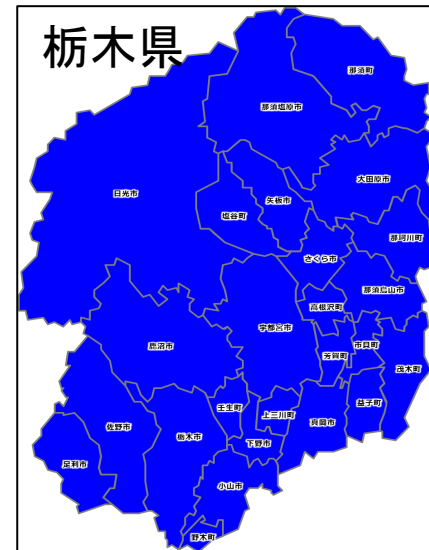 栃木県
那須町
那須塩原市
大田原市
日光市
矢板市
塩谷町
那珂川町
さくら市
那須烏山市
高根沢町
宇都宮市
鹿沼市
市貝町
芳賀町
茂木町
益子町
壬生町
上三川町
真岡市
佐野市
栃木市
下野市
足利市
小山市
野木町